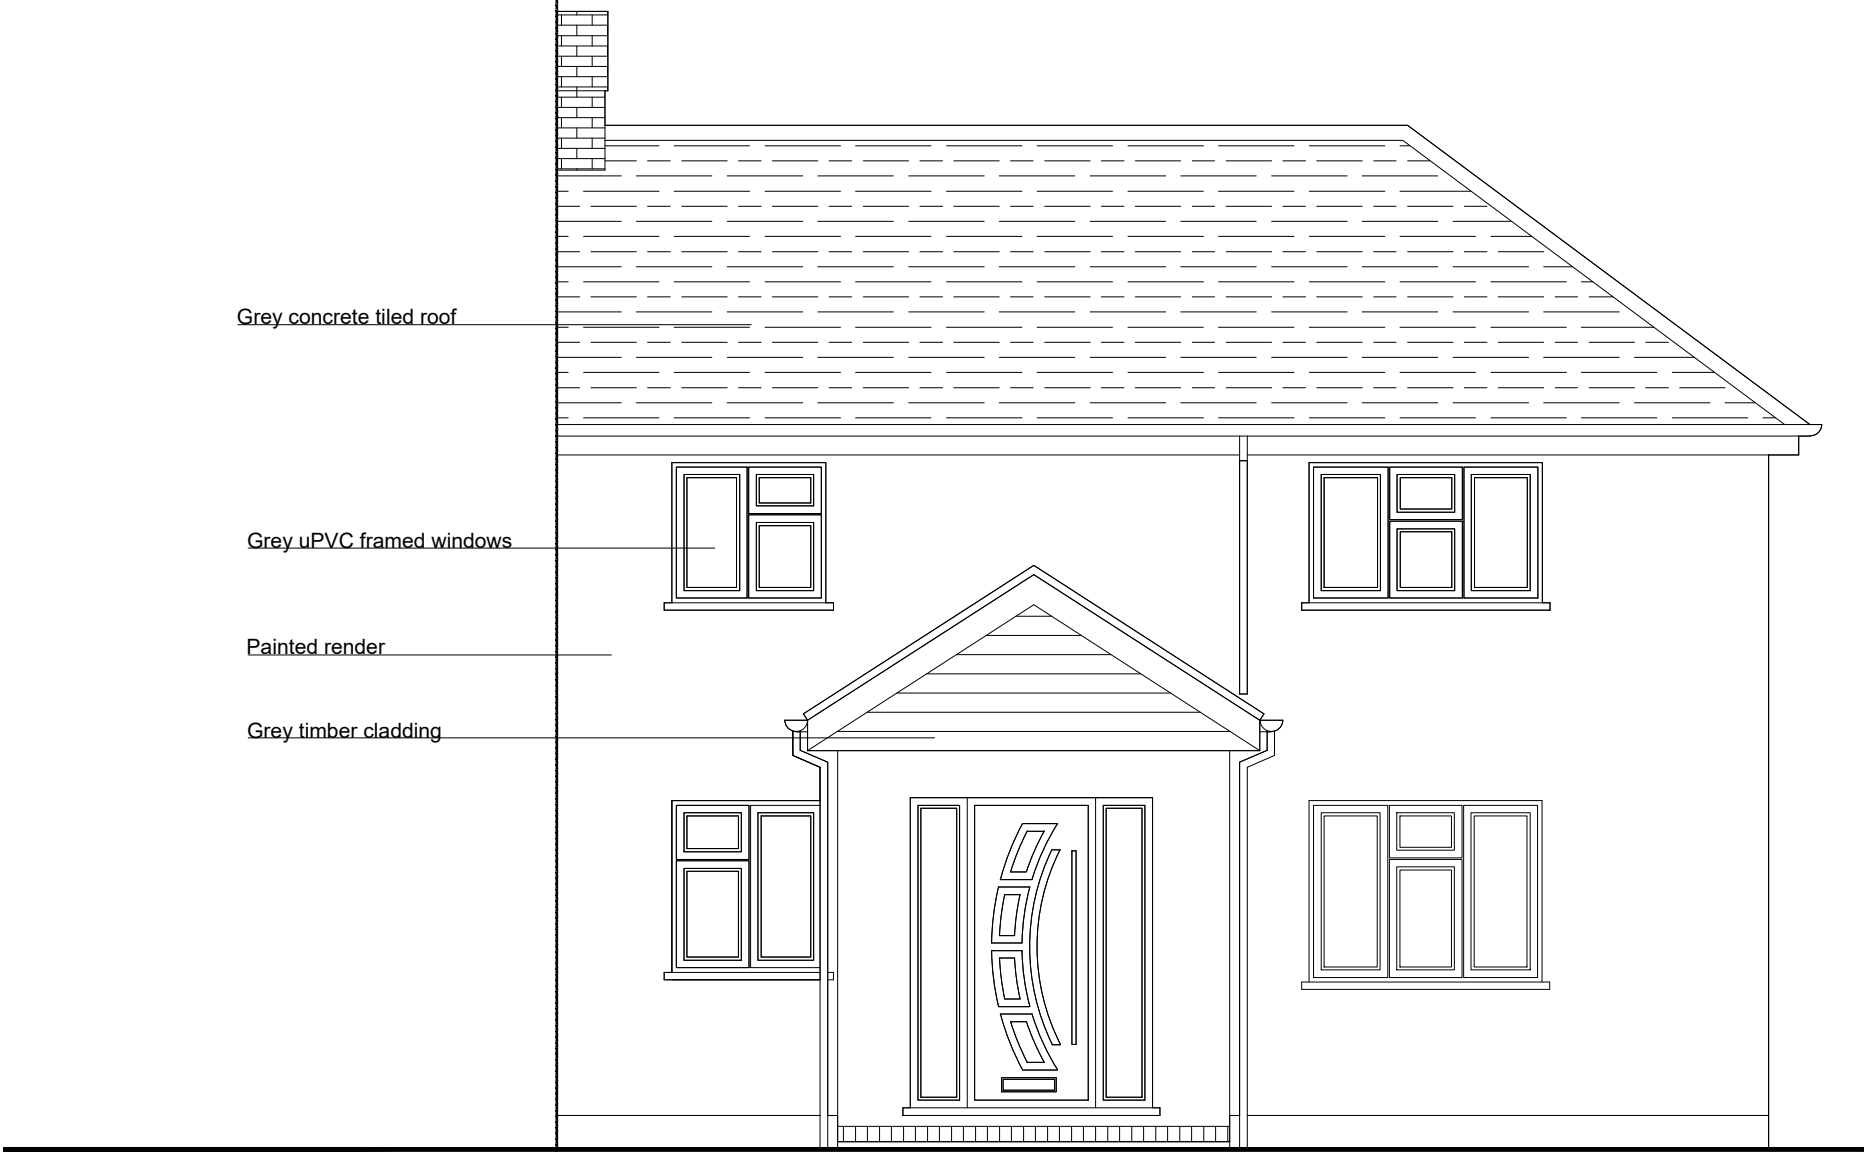 Grey concrete tiled roof
Grey uPVC framed windows
Painted render
Grey timber cladding